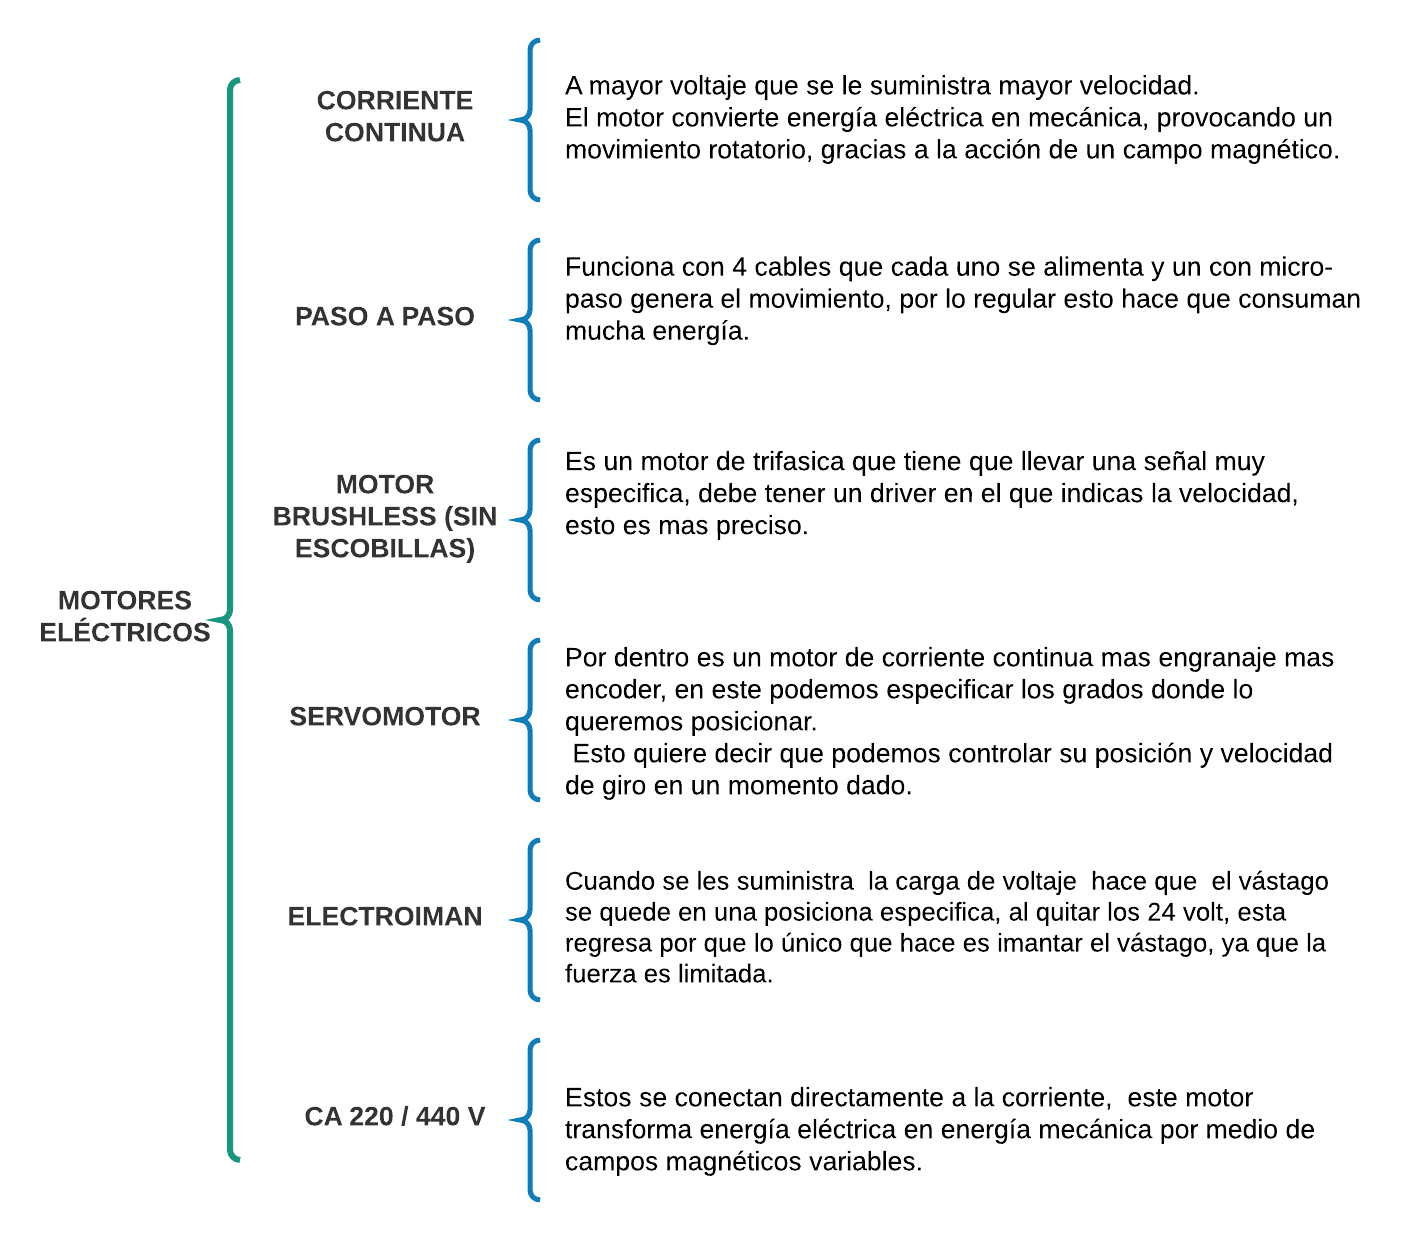 MOTORES
ELÉCTRICOS
CORRIENTE
CONTINUA
A mayor voltaje que se le suministra mayor velocidad.
El motor convierte energía eléctrica en mecánica, provocando un
movimiento rotatorio, gracias a la acción de un campo magnético.
PASO A PASO
Funciona con 4 cables que cada uno se alimenta y un con micro-
paso genera el movimiento, por lo regular esto hace que consuman
mucha energía.
MOTOR
BRUSHLESS (SIN
ESCOBILLAS)
Es un motor de trifasica que tiene que llevar una señal muy
especifica, debe tener un driver en el que indicas la velocidad,
esto es mas preciso.
SERVOMOTOR
Por dentro es un motor de corriente continua mas engranaje mas
encoder, en este podemos especificar los grados donde lo
queremos posicionar.
Esto quiere decir que podemos controlar su posición y velocidad
de giro en un momento dado.
ELECTROIMAN
Cuando se les suministra  la carga de voltaje  hace que  el vástago
se quede en una posiciona especifica, al quitar los 24 volt, esta
regresa por que lo único que hace es imantar el vástago, ya que la
fuerza es limitada.
CA 220 / 440 V
Estos se conectan directamente a la corriente,  este motor
transforma energía eléctrica en energía mecánica por medio de
campos magnéticos variables.